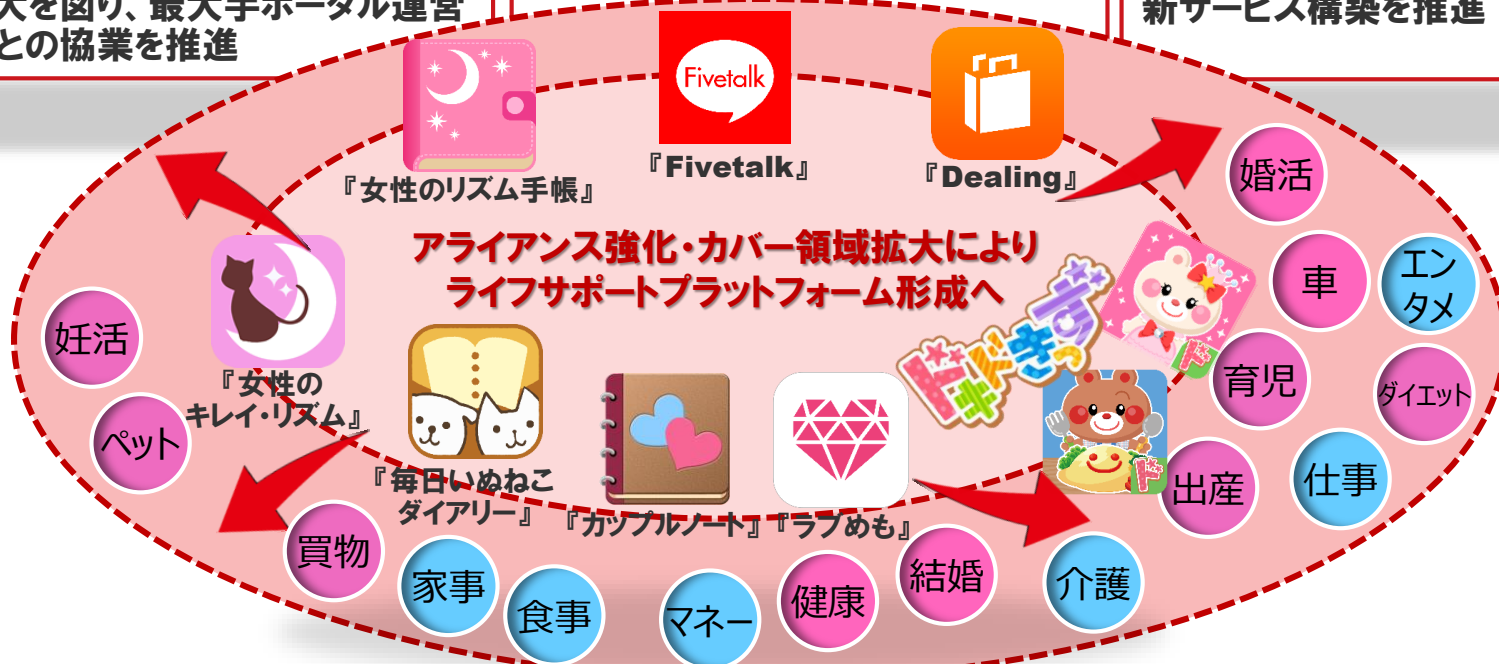 大を図り、最大手ポータル運営
との協業を推進
新サービス構築を推進
Fivetalk
『女性のリズム手帳』
『Fivetalk』
『Dealing』
アライアンス強化・カバー領域拡大により
ライフサポートプラットフォーム形成へ
婚活
車
エン
タメ
妊活
ペット
『女性の
キレイ・リズム』
ドキドキっず
育児
ダイエット
『毎日いぬねこ
ダイアリー』
『カップルノート』
『ラブめも』
出産
仕事
買物
家事
食事
マネー
健康
結婚
介護